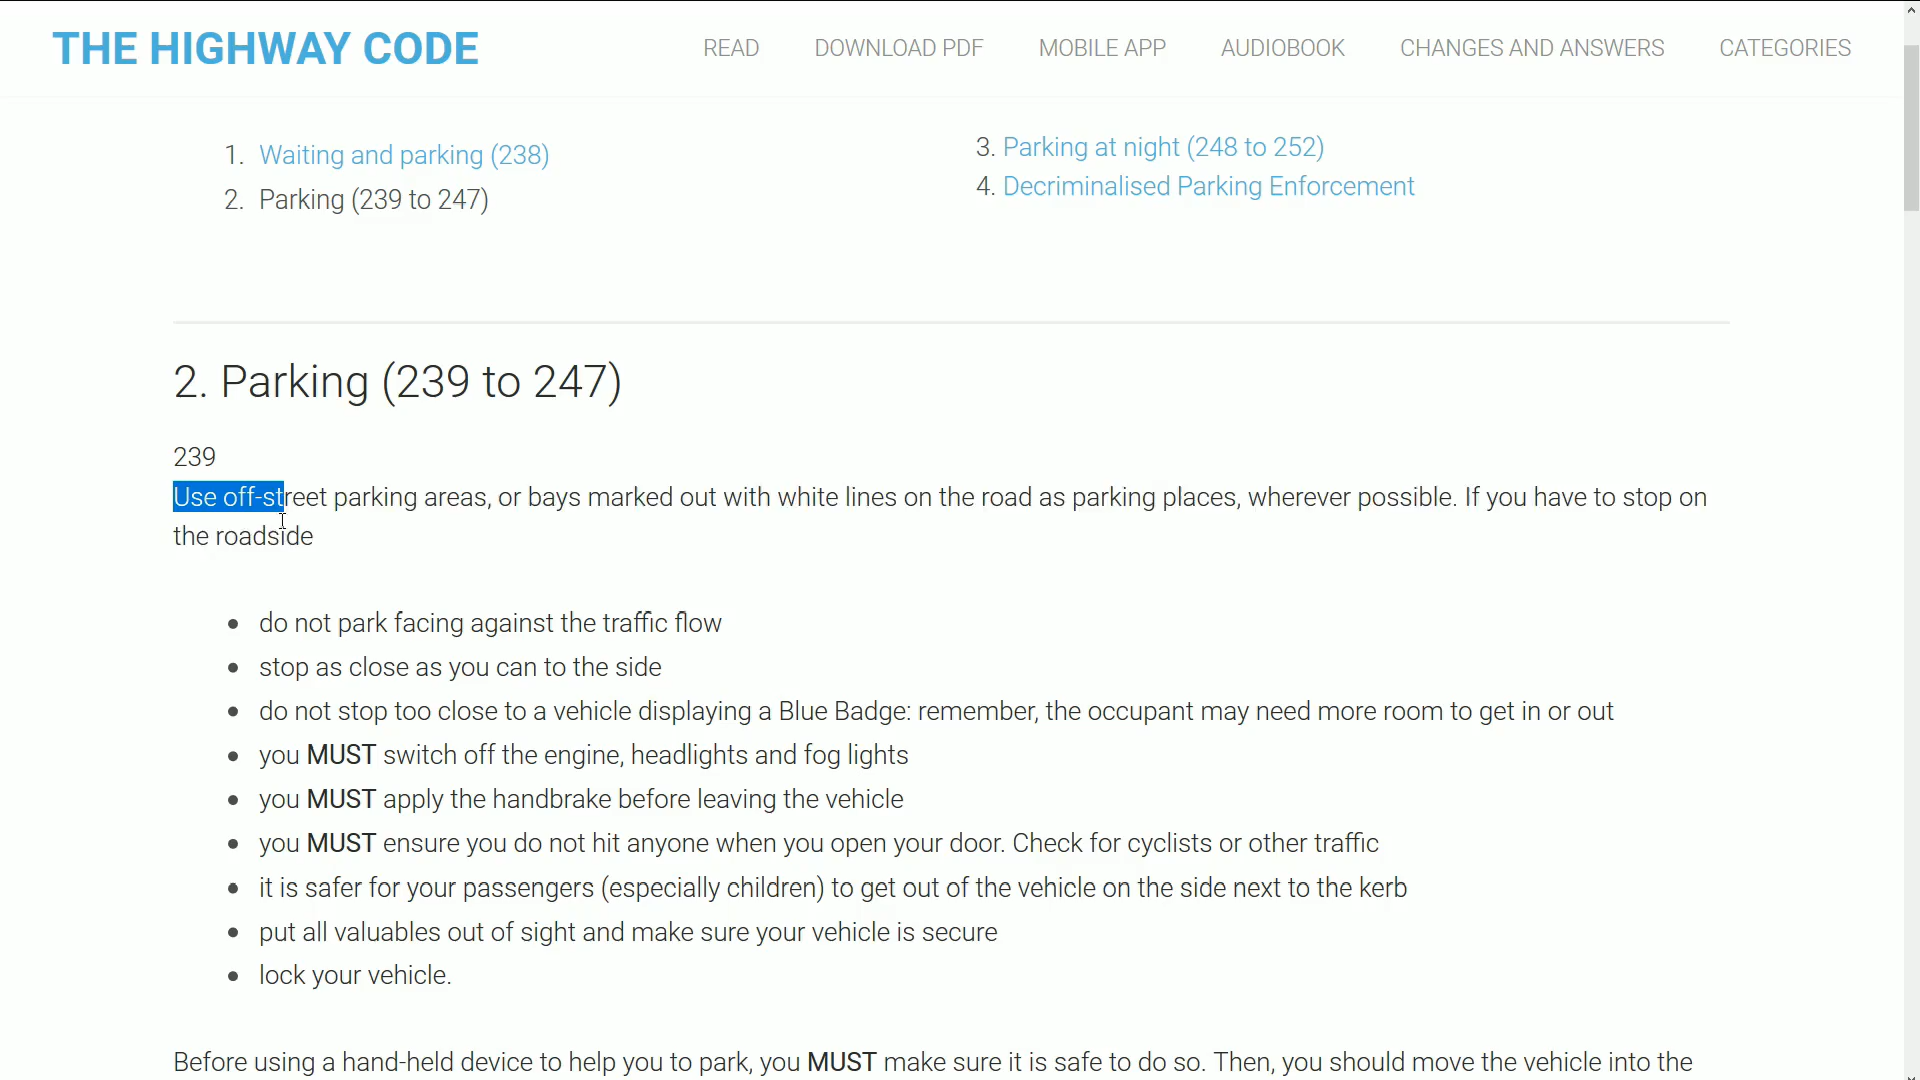 THE HIGHWAY CODE
READ DOWNLOAD PDF MOBILE APP AUDIOBOOK CHANGES AND ANSWERS CATEGORIES
1. Waiting and parking (238)
2. Parking (239 to 247)
3. Parking at night (248 to 252)
4. Decriminalised Parking Enforcement
2. Parking (239 to 247)
239
Use off-street parking areas, or bays marked out with white lines on the road as parking places, wherever possible. If you have to stop on
the roadside
• do not park facing against the traffic flow
• stop as close as you can to the side
• do not stop too close to a vehicle displaying a Blue Badge: remember, the occupant may need more room to get in or out
• you MUST switch off the engine, headlights and fog lights
• you MUST apply the handbrake before leaving the vehicle
• you MUST ensure you do not hit anyone when you open your door. Check for cyclists or other traffic
• it is safer for your passengers (especially children) to get out of the vehicle on the side next to the kerb
• put all valuables out of sight and make sure your vehicle is secure
• lock your vehicle.
Before using a hand-held device to help you to park, you MUST make sure it is safe to do so. Then, you should move the vehicle into the